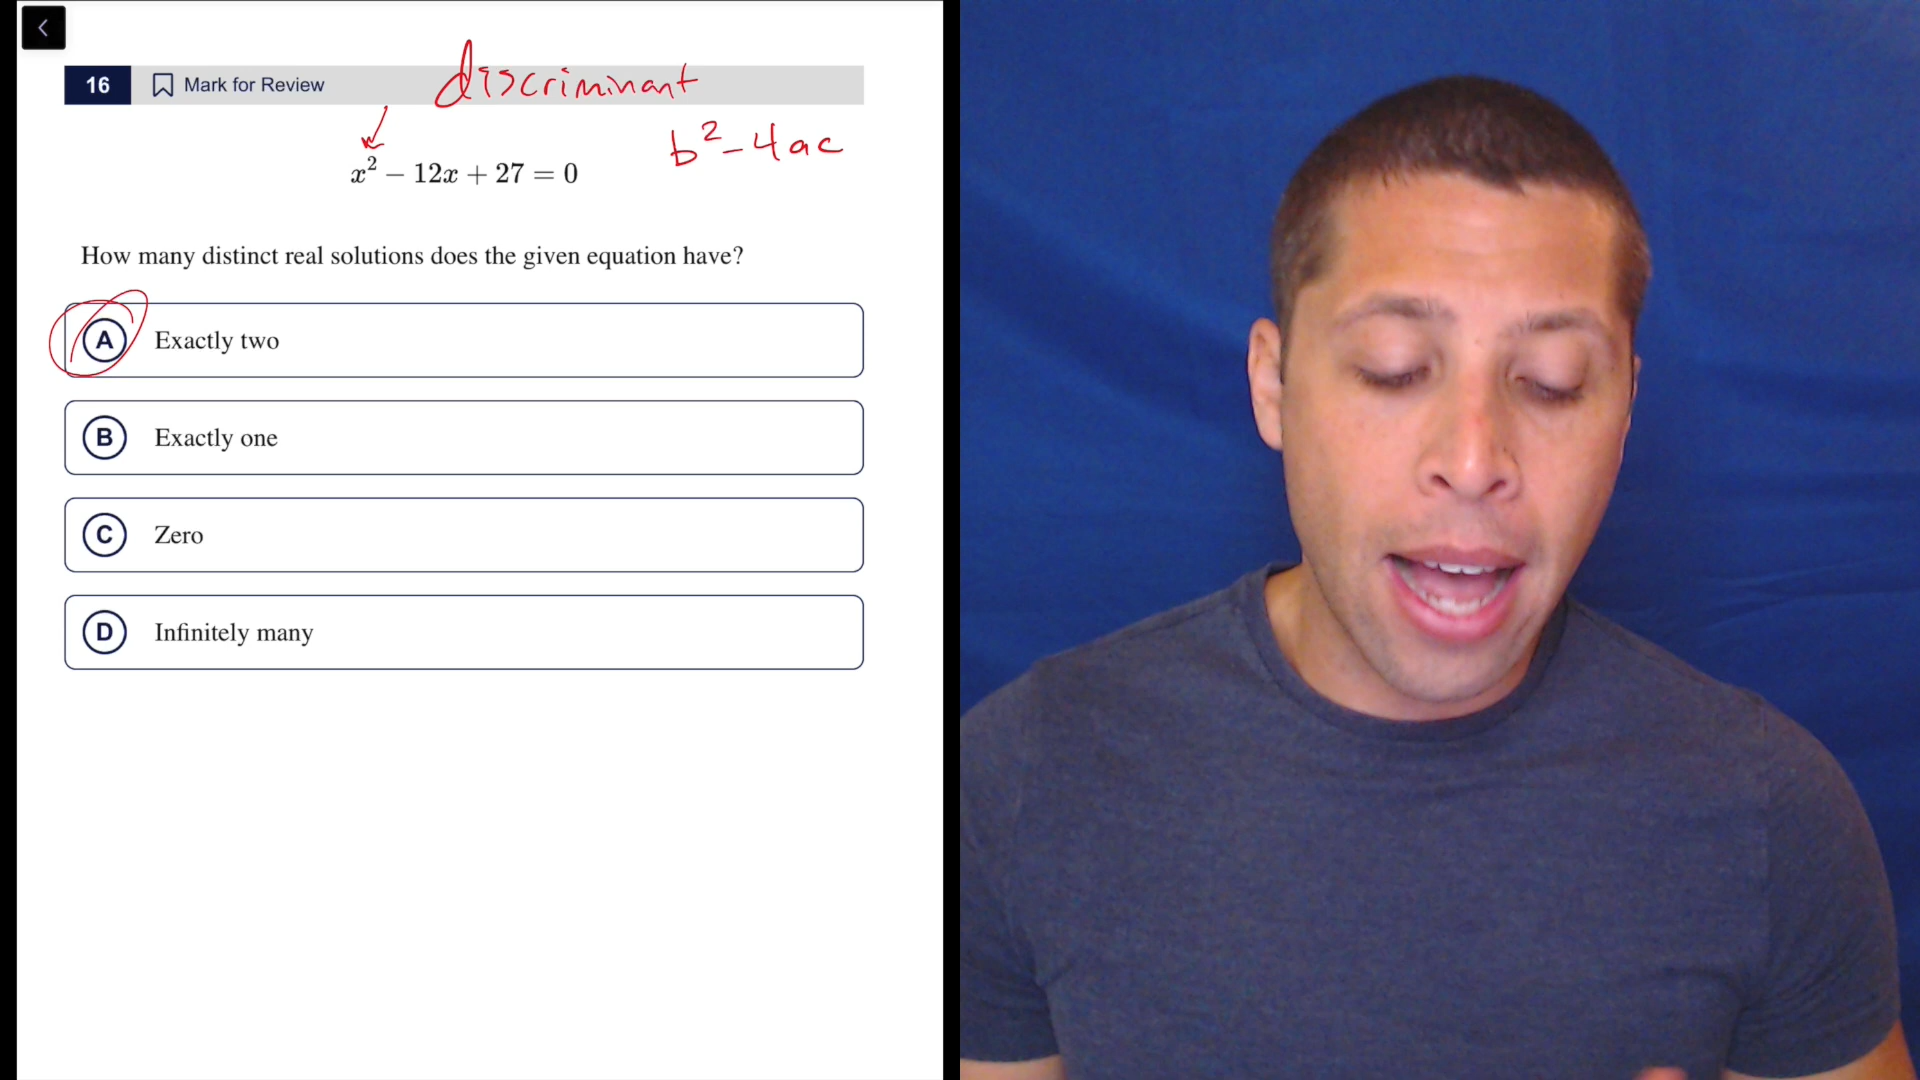 16 Mark for Review discriminant
b² - 4ac
x² − 12x + 27 = 0
How many distinct real solutions does the given equation have?
A Exactly two
B Exactly one
C Zero
D Infinitely many